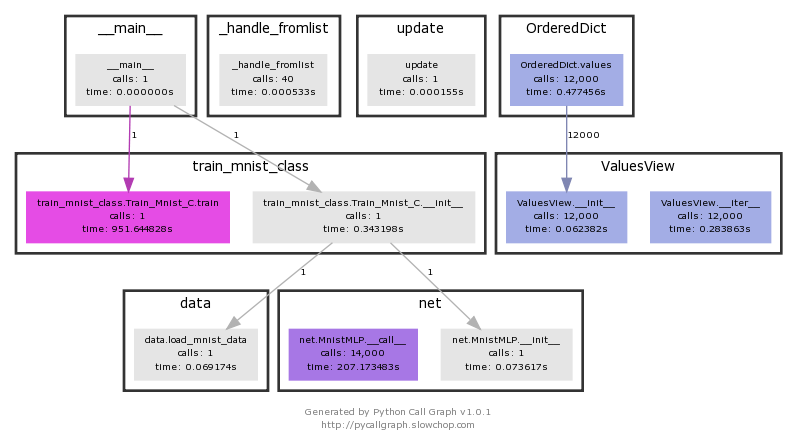 __main__
__main__
calls: 1
time: 0.000000s
_handle_fromlist
_handle_fromlist
calls: 40
time: 0.000533s
update
update
calls: 1
time: 0.000155s
OrderedDict
OrderedDict.values
calls: 12,000
time: 0.477456s
1
1
12000
train_mnist_class
train_mnist_class.Train_Mnist_C.train
calls: 1
time: 951.644828s
train_mnist_class.Train_Mnist_C.__init__
calls: 1
time: 0.343198s
ValuesView
ValuesView.__init__
calls: 12,000
time: 0.062382s
ValuesView.__iter__
calls: 12,000
time: 0.283863s
1
1
data
data.load_mnist_data
calls: 1
time: 0.069174s
net
net.MnistMLP.__call__
calls: 14,000
time: 207.173483s
net.MnistMLP.__init__
calls: 1
time: 0.073617s
Generated by Python Call Graph v1.0.1
http://pycallgraph.slowchop.com